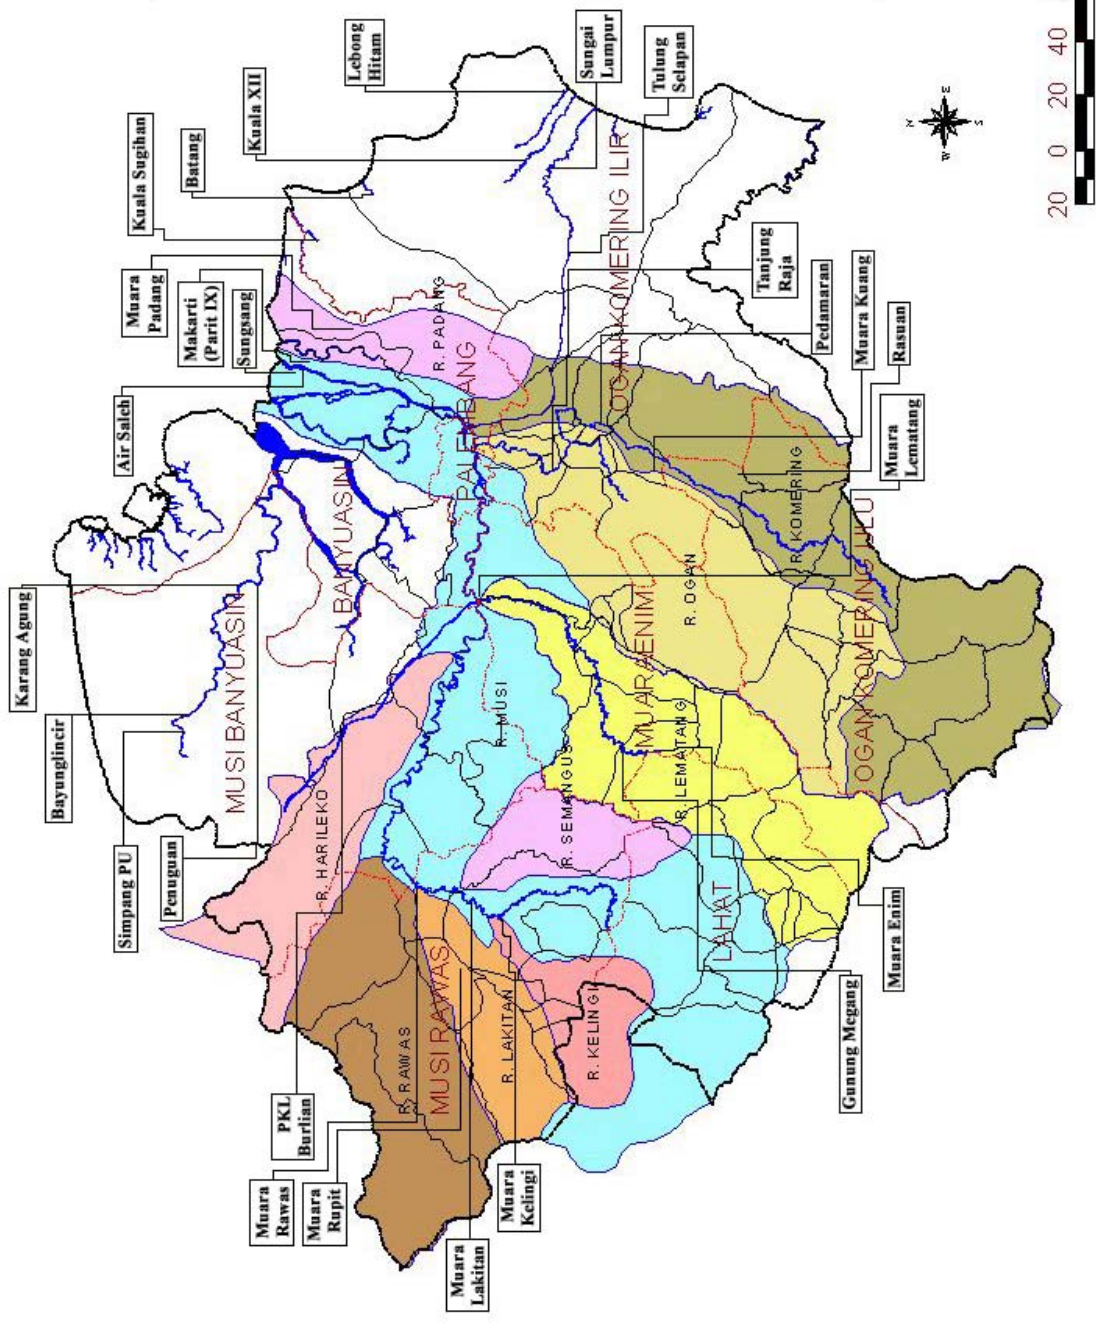 Karang Agung
Bayunglincir
Simpang PU
Penuguan
PKL
Burlian
Muara
Rawas
Muara
Rupit
Muara
Lakitan
Muara
Kelingi
Air Saleh
Muara
Padang
Makarti
(Parit IX)
Sungsang
Kuala Sugihan
Batang
Kuala XII
Lebong
Hitam
Sungai
Lumpur
Tulung
Selapan
Tanjung
Raja
Pedamaran
Muara Kuang
Rasuan
Muara
Lematang
Muara Enim
Gunung Megang
MUSI BANYUASIN
BANYUASIN
PALEMBANG
OGAN KOMERING ILIR
MUARAENIM
OGAN KOMERING ULU
LAHAT
MUSI RAWAS
R. PADANG
R. HARILEKO
R. MUSI
R. SEMANGUS
R. LEMATANG
R. OGAN
R. KOMERING
R. RAWAS
R. LAKITAN
R. KELINGI
N
W
E
S
20 0 20 40